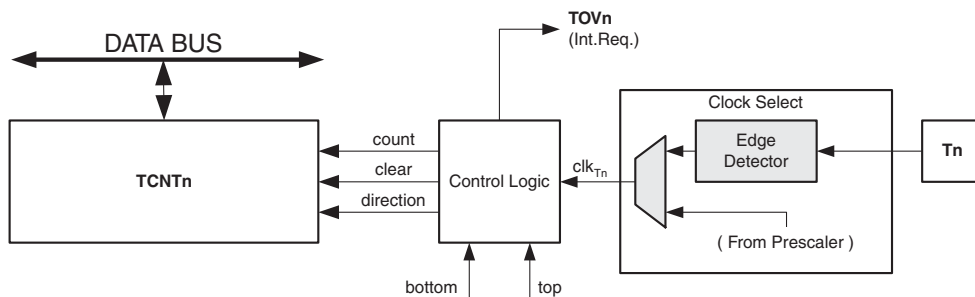 DATA BUS
TOVn
(Int.Req.)
Clock Select
TCNTn
count
clear
direction
Control Logic
clkTn
Edge
Detector
Tn
( From Prescaler )
bottom
top